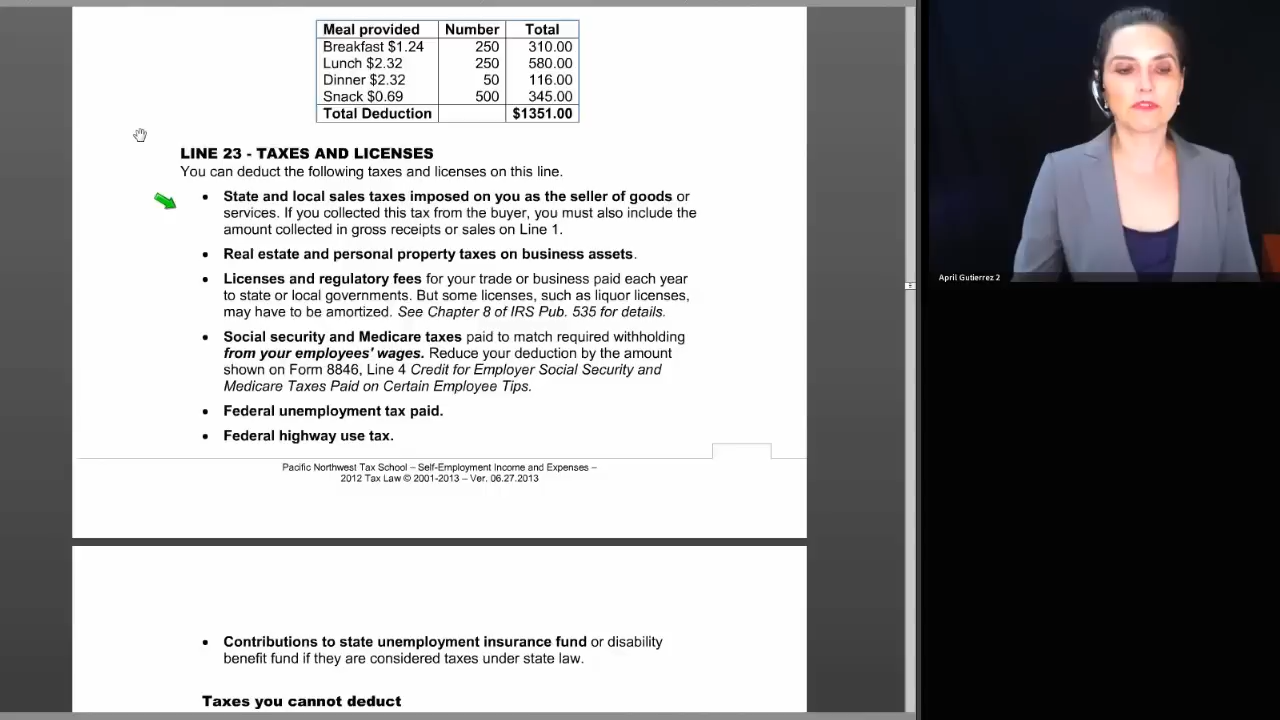 Meal provided Number Total
Breakfast $1.24 250 310.00
Lunch $2.32 250 580.00
Dinner $2.32 50 116.00
Snack $0.69 500 345.00
Total Deduction $1351.00
LINE 23 - TAXES AND LICENSES
You can deduct the following taxes and licenses on this line.
• State and local sales taxes imposed on you as the seller of goods or
services. If you collected this tax from the buyer, you must also include the
amount collected in gross receipts or sales on Line 1.
• Real estate and personal property taxes on business assets.
• Licenses and regulatory fees for your trade or business paid each year
to state or local governments. But some licenses, such as liquor licenses,
may have to be amortized. See Chapter 8 of IRS Pub. 535 for details.
• Social security and Medicare taxes paid to match required withholding
from your employees' wages. Reduce your deduction by the amount
shown on Form 8846, Line 4 Credit for Employer Social Security and
Medicare Taxes Paid on Certain Employee Tips.
• Federal unemployment tax paid.
• Federal highway use tax.
Pacific Northwest Tax School – Self-Employment Income and Expenses –
2012 Tax Law © 2001-2013 – Ver. 06.27.2013
• Contributions to state unemployment insurance fund or disability
benefit fund if they are considered taxes under state law.
Taxes you cannot deduct
April Gutierrez 2